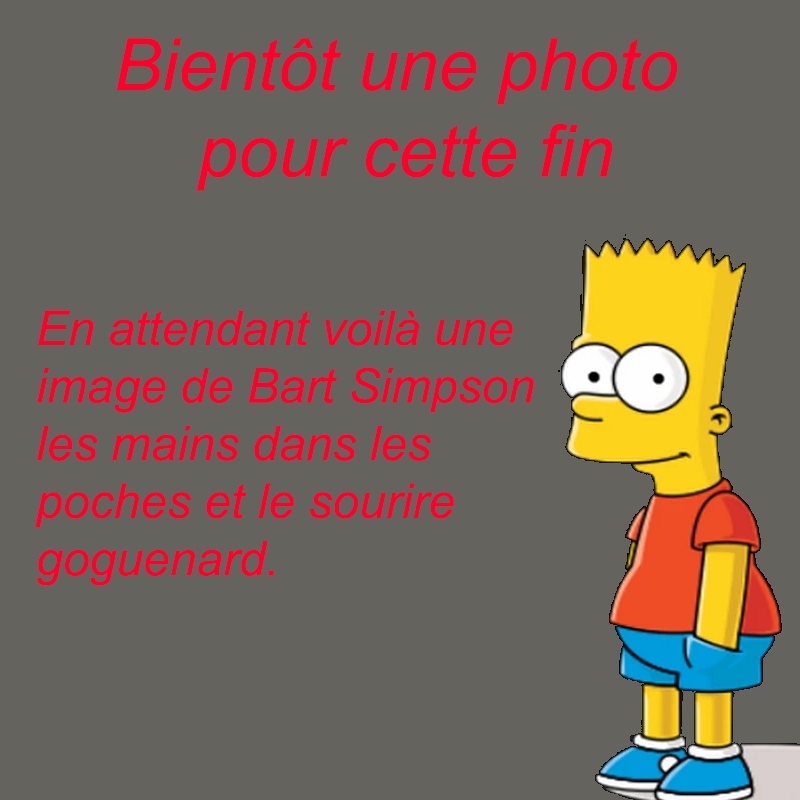 Bientôt une photo
pour cette fin
En attendant voilà une
image de Bart Simpson
les mains dans les
poches et le sourire
goguenard.